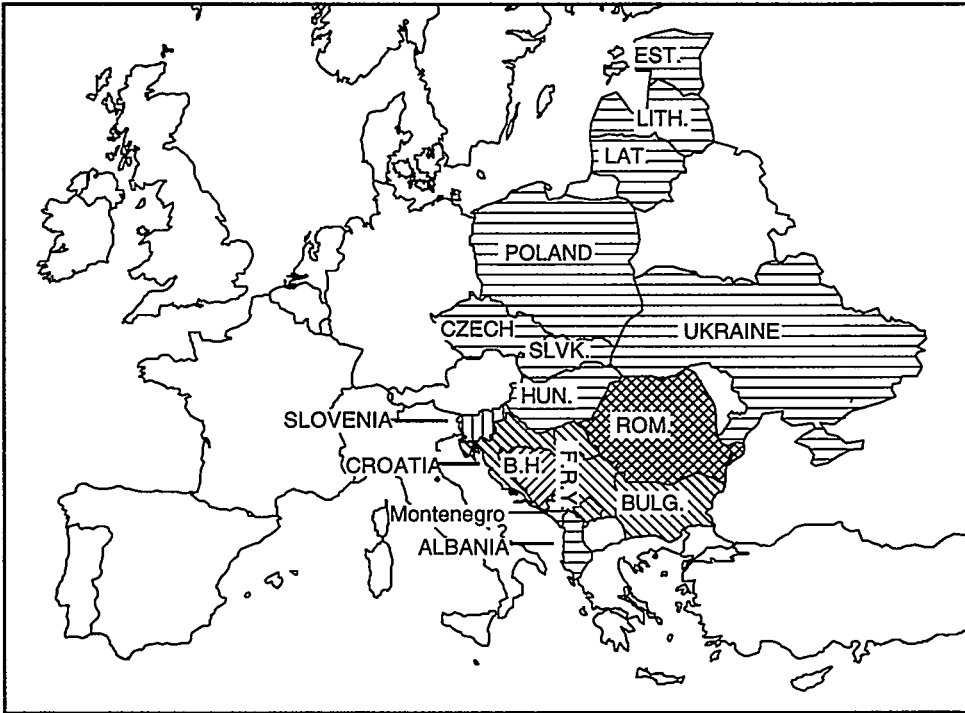 EST.
LITH.
LAT.
POLAND
CZECH
UKRAINE
SLVK.
HUN.
SLOVENIA
ROM.
CROATIA
B.H.
F.R.Y.
BULG.
Montenegro
ALBANIA